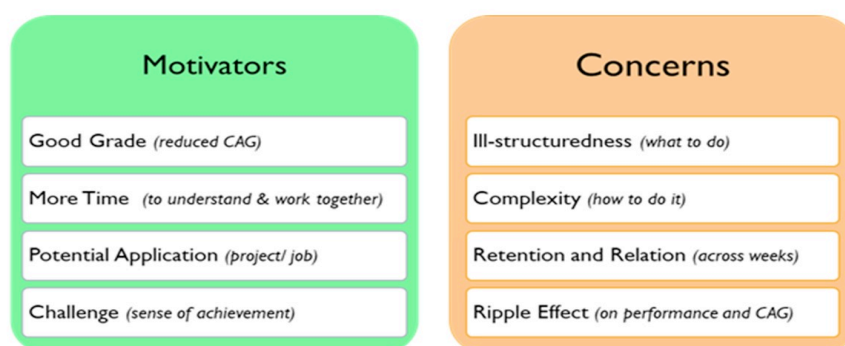 Motivators
Good Grade (reduced CAG)
More Time (to understand & work together)
Potential Application (project/ job)
Challenge (sense of achievement)
Concerns
Ill-structuredness (what to do)
Complexity (how to do it)
Retention and Relation (across weeks)
Ripple Effect (on performance and CAG)